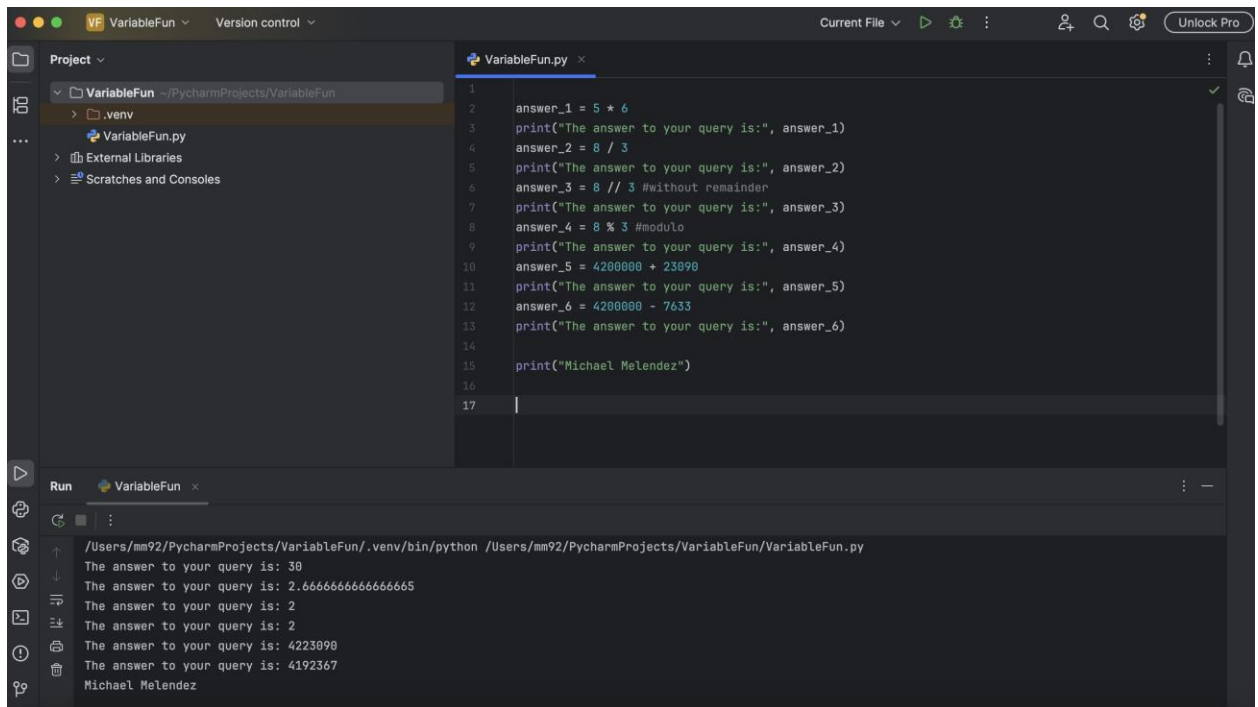 VF VariableFun Version control Current File Unlock Pro
Project
VariableFun ~/PycharmProjects/VariableFun
.venv
VariableFun.py
External Libraries
Scratches and Consoles
VariableFun.py
1
2 answer_1 = 5 * 6
3 print("The answer to your query is:", answer_1)
4 answer_2 = 8 / 3
5 print("The answer to your query is:", answer_2)
6 answer_3 = 8 // 3 #without remainder
7 print("The answer to your query is:", answer_3)
8 answer_4 = 8 % 3 #modulo
9 print("The answer to your query is:", answer_4)
10 answer_5 = 4200000 + 23090
11 print("The answer to your query is:", answer_5)
12 answer_6 = 4200000 - 7633
13 print("The answer to your query is:", answer_6)
14
15 print("Michael Melendez")
16
17
Run VariableFun
/Users/mm92/PycharmProjects/VariableFun/.venv/bin/python /Users/mm92/PycharmProjects/VariableFun/VariableFun.py
The answer to your query is: 30
The answer to your query is: 2.6666666666666665
The answer to your query is: 2
The answer to your query is: 2
The answer to your query is: 4223090
The answer to your query is: 4192367
Michael Melendez